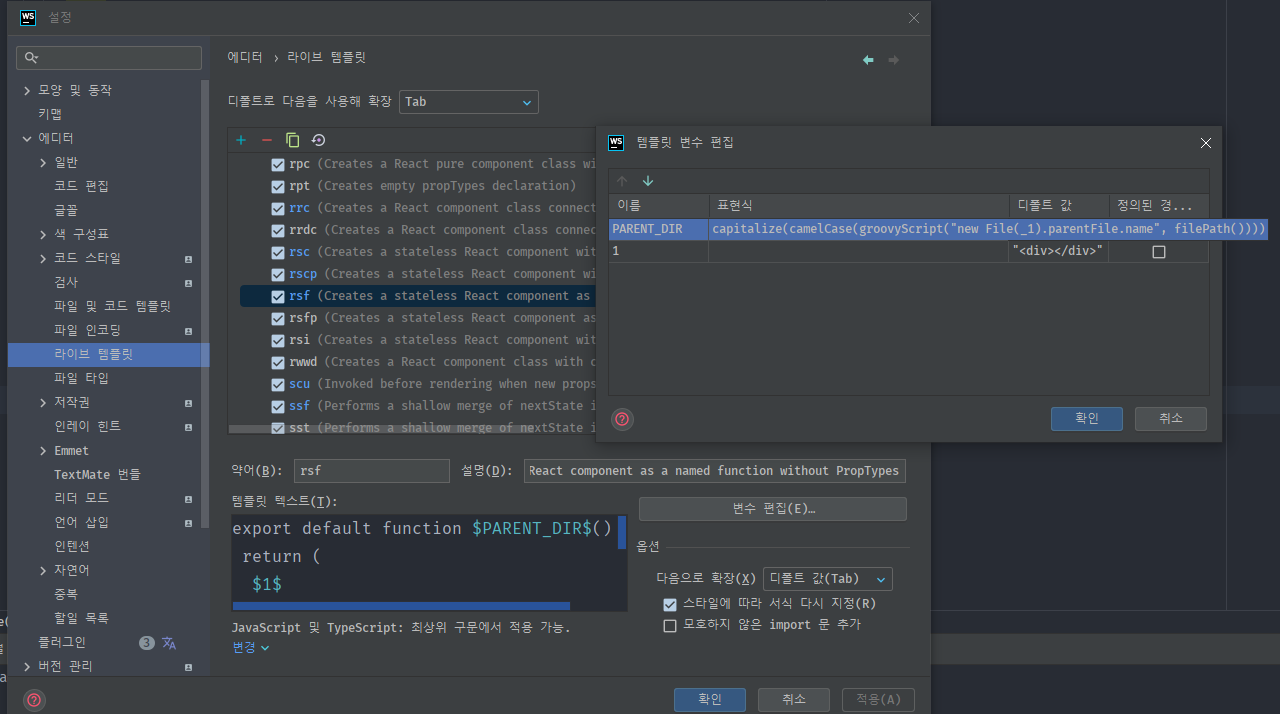 WS 설정
에디터 › 라이브 템플릿
디폴트로 다음을 사용해 확장 Tab
모양 및 동작
키맵
에디터
일반
코드 편집
글꼴
색 구성표
코드 스타일
검사
파일 및 코드 템플릿
파일 인코딩
라이브 템플릿
파일 타입
저작권
인레이 힌트
Emmet
TextMate 번들
리더 모드
언어 삽입
인텐션
자연어
중복
할일 목록
플러그인 3
버전 관리
rpc (Creates a React pure component class wi
rpt (Creates empty propTypes declaration)
rrc (Creates a React component class connect
rrdc (Creates a React component class connec
rsc (Creates a stateless React component wit
rscp (Creates a stateless React component wi
rsf (Creates a stateless React component as
rsfp (Creates a stateless React component as
rsi (Creates a stateless React component wit
rwwd (Creates a React component class with c
scu (Invoked before rendering when new props
ssf (Performs a shallow merge of nextState i
sst (Performs a shallow merge of nextState i
WS 템플릿 변수 편집
이름 표현식 디폴트 값 정의된 경...
PARENT_DIR capitalize(camelCase(groovyScript("new File(_1).parentFile.name", filePath())))
1 "<div></div>"
확인 취소
약어(B): rsf 설명(D): React component as a named function without PropTypes
템플릿 텍스트(T):
export default function $PARENT_DIR$()
return (
$1$
변수 편집(E)...
옵션
다음으로 확장(X) 디폴트 값(Tab)
스타일에 따라 서식 다시 지정(R)
모호하지 않은 import 문 추가
JavaScript 및 TypeScript: 최상위 구문에서 적용 가능.
변경
확인 취소 적용(A)